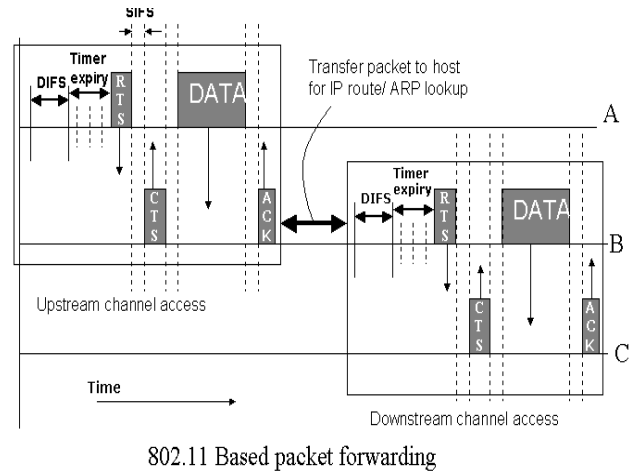 SIFS
Timer
expiry
DIFS
RTS
DATA
Transfer packet to host
for IP route/ ARP lookup
A
CTS
ACK
Timer
expiry
DIFS
RTS
DATA
B
Upstream channel access
CTS
ACK
C
Time
Downstream channel access
802.11 Based packet forwarding